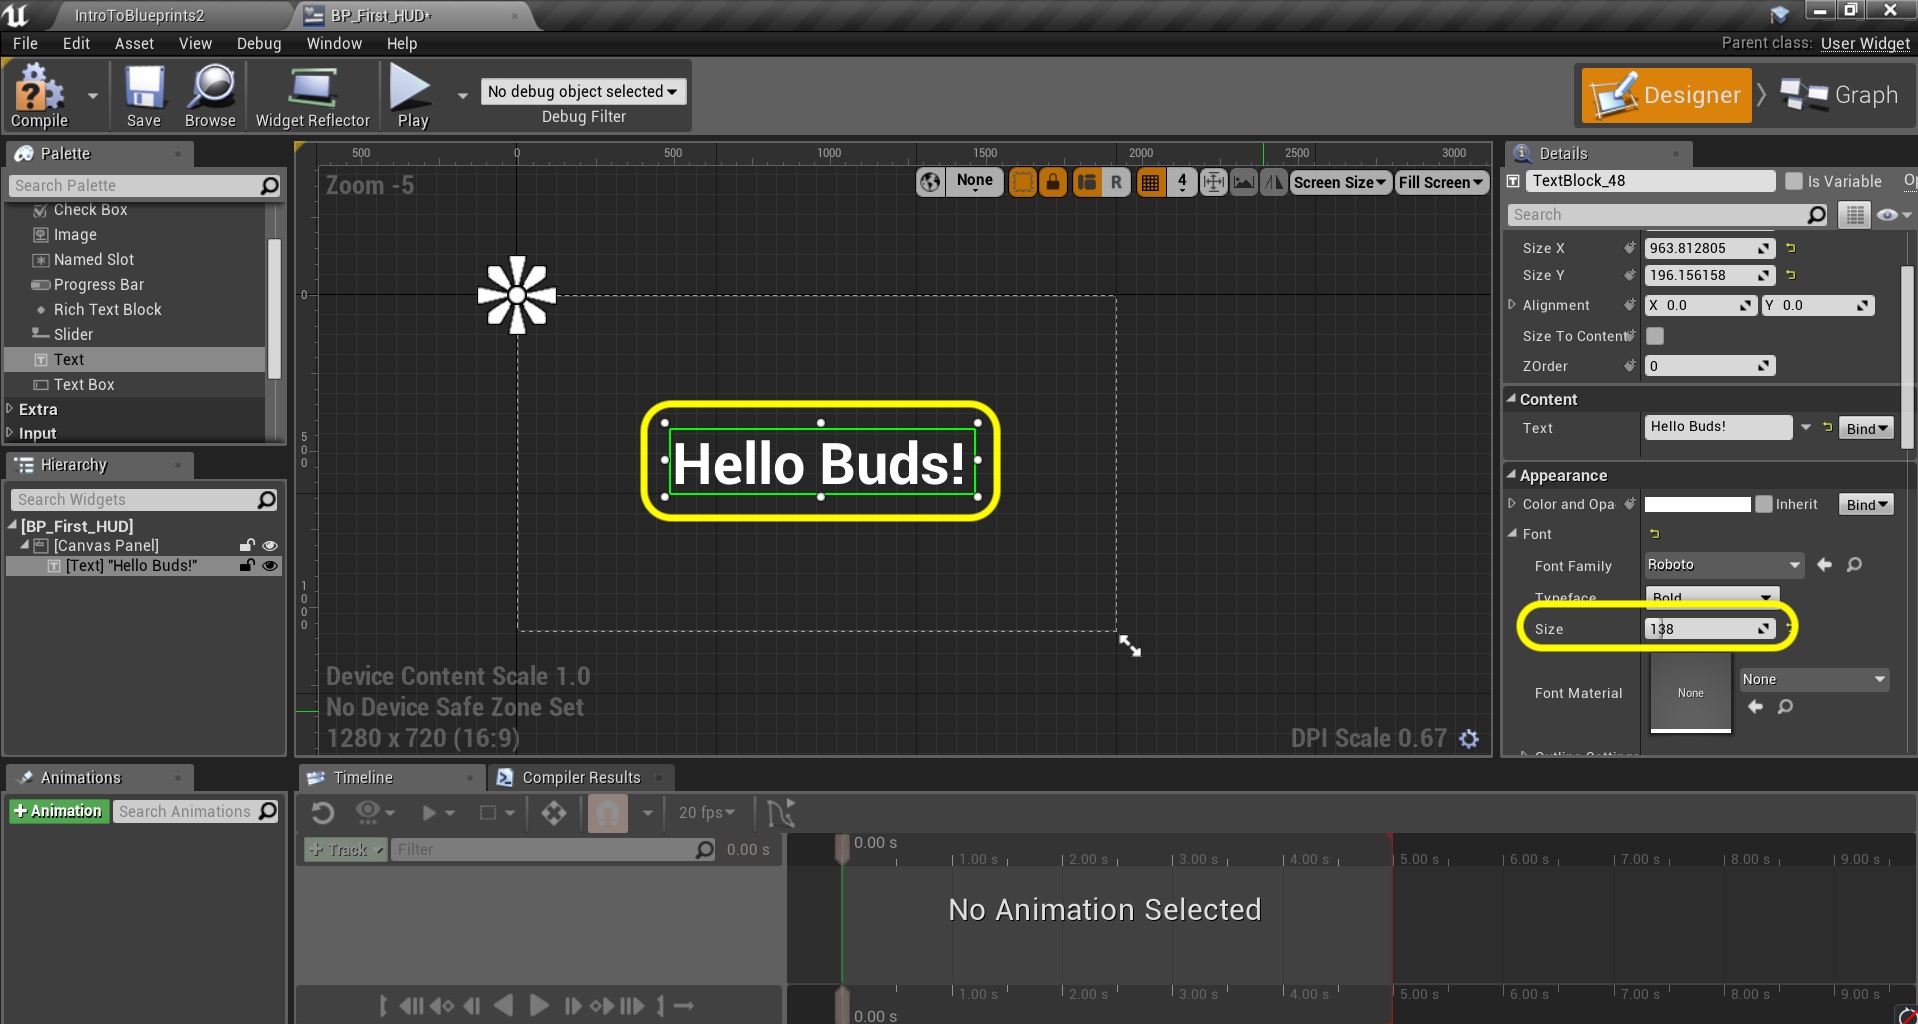 IntroToBlueprints2
BP_First_HUD*
File Edit Asset View Debug Window Help
Parent class: User Widget
Compile
Save
Browse
Widget Reflector
Play
No debug object selected
Debug Filter
Designer
Graph
Palette
Search Palette
Check Box
Image
Named Slot
Progress Bar
Rich Text Block
Slider
Text
Text Box
Extra
Input
Hierarchy
Search Widgets
[BP_First_HUD]
[Canvas Panel]
[Text] "Hello Buds!"
500 0 500 1000 1500 2000 2500 3000
Zoom -5
None
R
4
Screen Size
Fill Screen
0
500
1000
Hello Buds!
Device Content Scale 1.0
No Device Safe Zone Set
1280 x 720 (16:9)
DPI Scale 0.67
Details
TextBlock_48
Is Variable
Search
Size X 963.812805
Size Y 196.156158
Alignment X 0.0 Y 0.0
Size To Content
ZOrder 0
Content
Text Hello Buds! Bind
Appearance
Color and Opa Inherit Bind
Font
Font Family Roboto
Typeface Bold
Size 138
Font Material None None
Animations
+ Animation
Search Animations
Timeline
Compiler Results
20 fps
+ Track
Filter
0.00 s
0.00 s
1.00 s 2.00 s 3.00 s 4.00 s 5.00 s 6.00 s 7.00 s 8.00 s 9.00 s
No Animation Selected
1.00 s 2.00 s 3.00 s 4.00 s 5.00 s 6.00 s 7.00 s 8.00 s 9.00 s
0.00 s